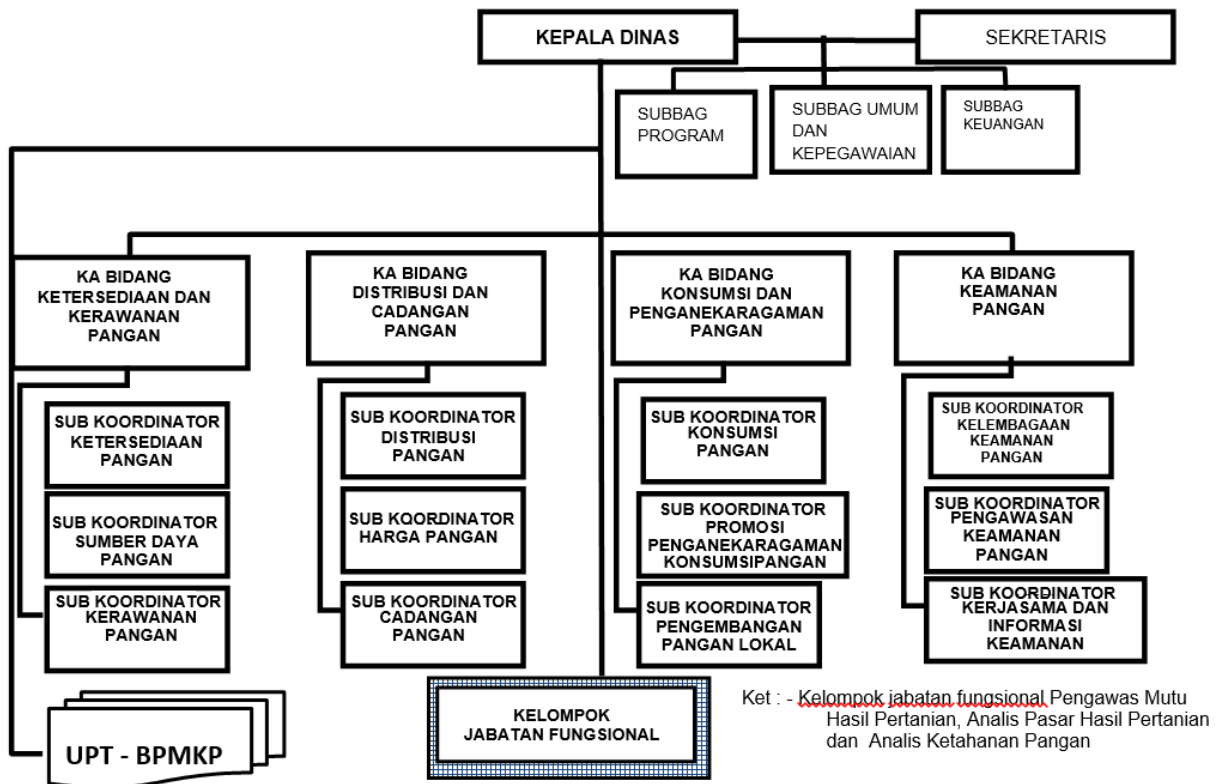 KEPALA DINAS
SEKRETARIS
SUBBAG
PROGRAM
SUBBAG UMUM
DAN
KEPEGAWAIAN
SUBBAG
KEUANGAN
KA BIDANG
KETERSEDIAAN DAN
KERAWANAN
PANGAN
KA BIDANG
DISTRIBUSI DAN
CADANGAN
PANGAN
KA BIDANG
KONSUMSI DAN
PENGANEKARAGAMAN
PANGAN
KA BIDANG
KEAMANAN
PANGAN
SUB KOORDINATOR
KETERSEDIAAN
PANGAN
SUB KOORDINATOR
SUMBER DAYA
PANGAN
SUB KOORDINATOR
KERAWANAN
PANGAN
SUB KOORDINATOR
DISTRIBUSI
PANGAN
SUB KOORDINATOR
HARGA PANGAN
SUB KOORDINATOR
CADANGAN
PANGAN
SUB KOORDINATOR
KONSUMSI
PANGAN
SUB KOORDINATOR
PROMOSI
PENGANEKARAGAMAN
KONSUMSIPANGAN
SUB KOORDINATOR
PENGEMBANGAN
PANGAN LOKAL
SUB KOORDINATOR
KELEMBAGAAN
KEAMANAN
PANGAN
SUB KOORDINATOR
PENGAWASAN
KEAMANAN
PANGAN
SUB KOORDINATOR
KERJASAMA DAN
INFORMASI
KEAMANAN
UPT - BPMKP
KELOMPOK
JABATAN FUNGSIONAL
Ket : - Kelompok jabatan fungsional Pengawas Mutu
Hasil Pertanian, Analis Pasar Hasil Pertanian
dan Analis Ketahanan Pangan